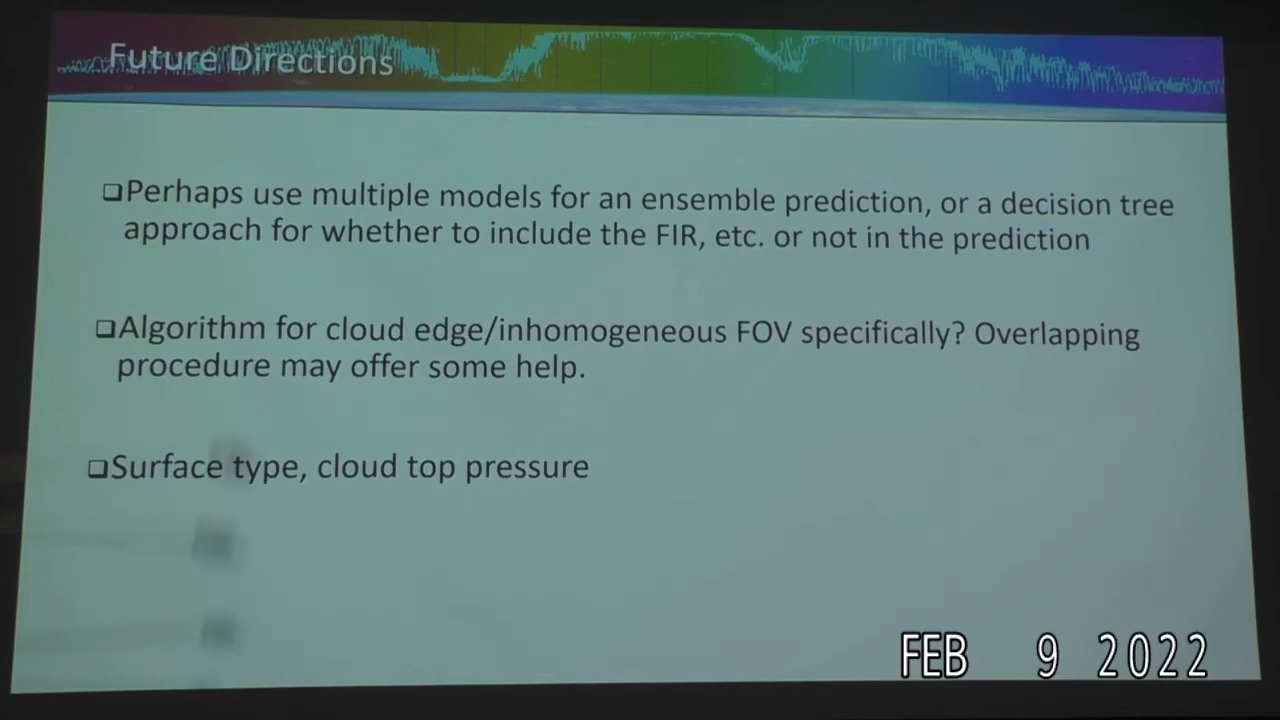 Future Directions
❑Perhaps use multiple models for an ensemble prediction, or a decision tree
approach for whether to include the FIR, etc. or not in the prediction
❑Algorithm for cloud edge/inhomogeneous FOV specifically? Overlapping
procedure may offer some help.
❑Surface type, cloud top pressure
FEB 9 2022